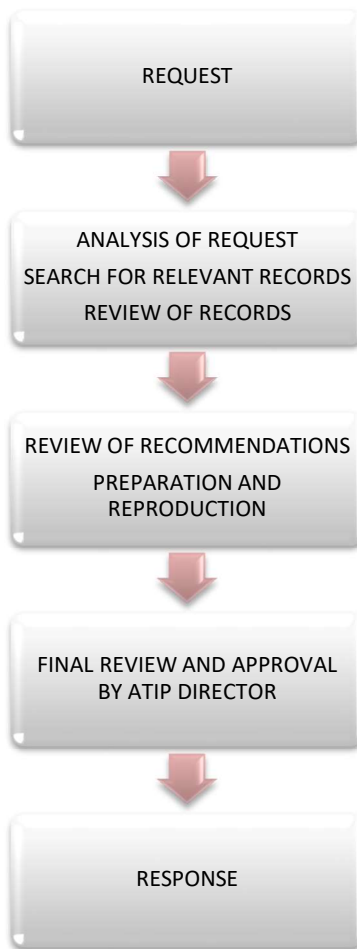 REQUEST
ANALYSIS OF REQUEST
SEARCH FOR RELEVANT RECORDS
REVIEW OF RECORDS
REVIEW OF RECOMMENDATIONS
PREPARATION AND
REPRODUCTION
FINAL REVIEW AND APPROVAL
BY ATIP DIRECTOR
RESPONSE